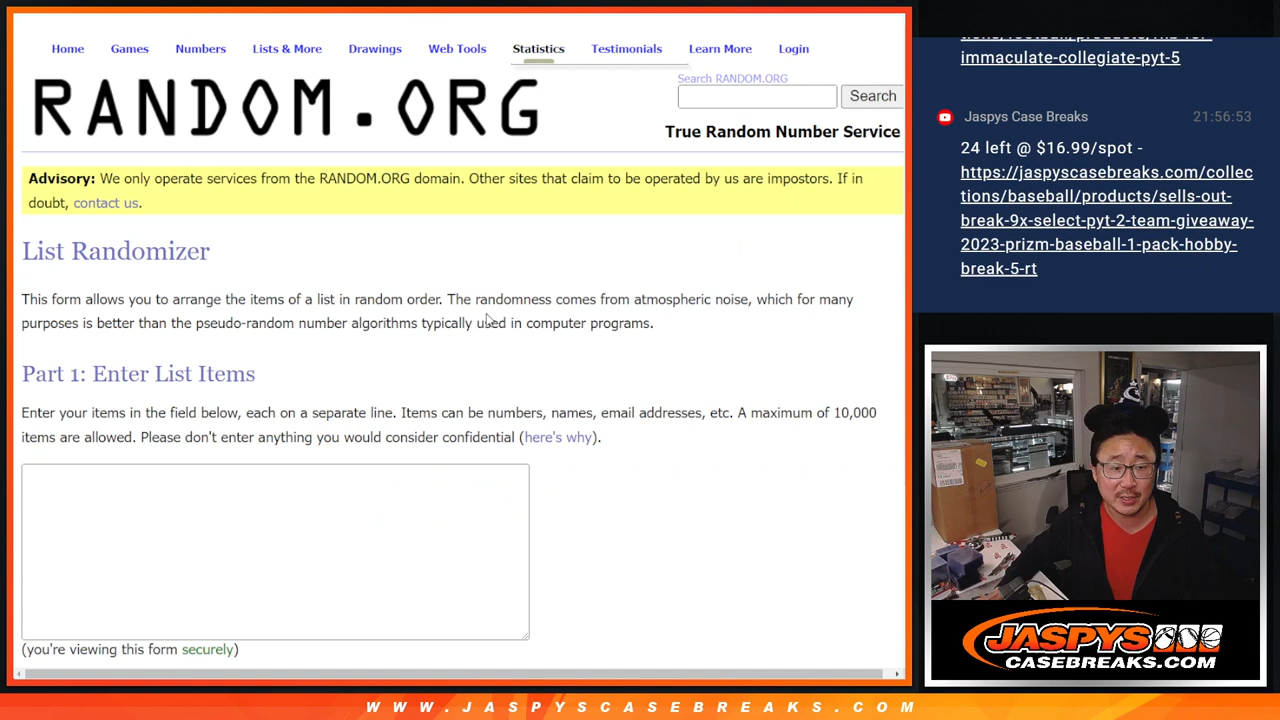 Home Games Numbers Lists & More Drawings Web Tools Statistics Testimonials Learn More Login
RANDOM.ORG
Search RANDOM.ORG
Search
True Random Number Service
Advisory: We only operate services from the RANDOM.ORG domain. Other sites that claim to be operated by us are impostors. If in
doubt, contact us.
List Randomizer
This form allows you to arrange the items of a list in random order. The randomness comes from atmospheric noise, which for many
purposes is better than the pseudo-random number algorithms typically used in computer programs.
Part 1: Enter List Items
Enter your items in the field below, each on a separate line. Items can be numbers, names, email addresses, etc. A maximum of 10,000
items are allowed. Please don't enter anything you would consider confidential (here's why).
(you're viewing this form securely)
immaculate-collegiate-pyt-5
Jaspys Case Breaks 21:56:53
24 left @ $16.99/spot -
https://jaspyscasebreaks.com/collec
tions/baseball/products/sells-out-
break-9x-select-pyt-2-team-giveaway-
2023-prizm-baseball-1-pack-hobby-
break-5-rt
JASPYS
CASEBREAKS.COM
WWW.JASPYSCASEBREAKS.COM